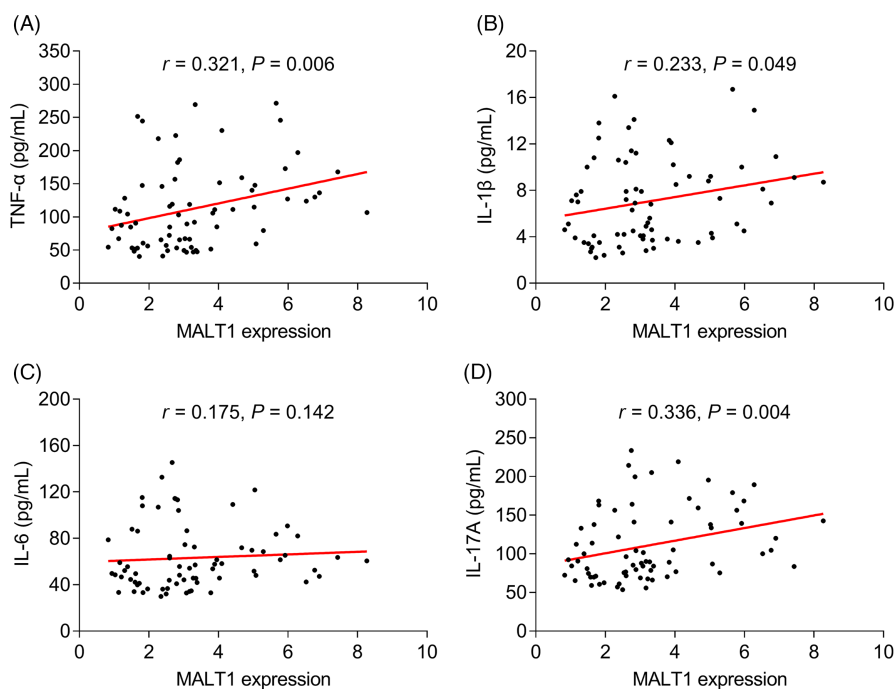 (A)
r = 0.321, P = 0.006
TNF-α (pg/mL)
350
300
250
200
150
100
50
0
0 2 4 6 8 10
MALT1 expression
(B)
r = 0.233, P = 0.049
IL-1β (pg/mL)
20
16
12
8
4
0
0 2 4 6 8 10
MALT1 expression
(C)
r = 0.175, P = 0.142
IL-6 (pg/mL)
200
160
120
80
40
0
0 2 4 6 8 10
MALT1 expression
(D)
r = 0.336, P = 0.004
IL-17A (pg/mL)
300
250
200
150
100
50
0
0 2 4 6 8 10
MALT1 expression